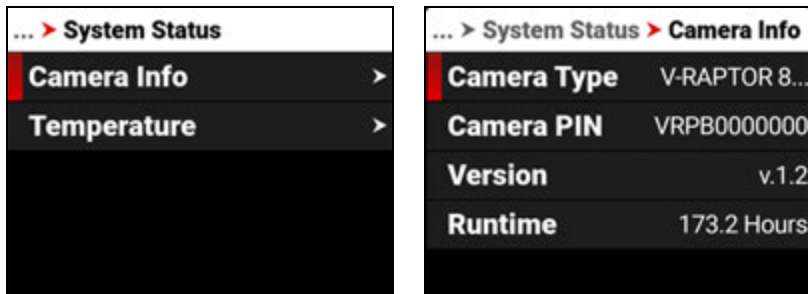 ... > System Status
Camera Info >
Temperature >
... > System Status > Camera Info
Camera Type V-RAPTOR 8...
Camera PIN VRPB0000000
Version v.1.2
Runtime 173.2 Hours